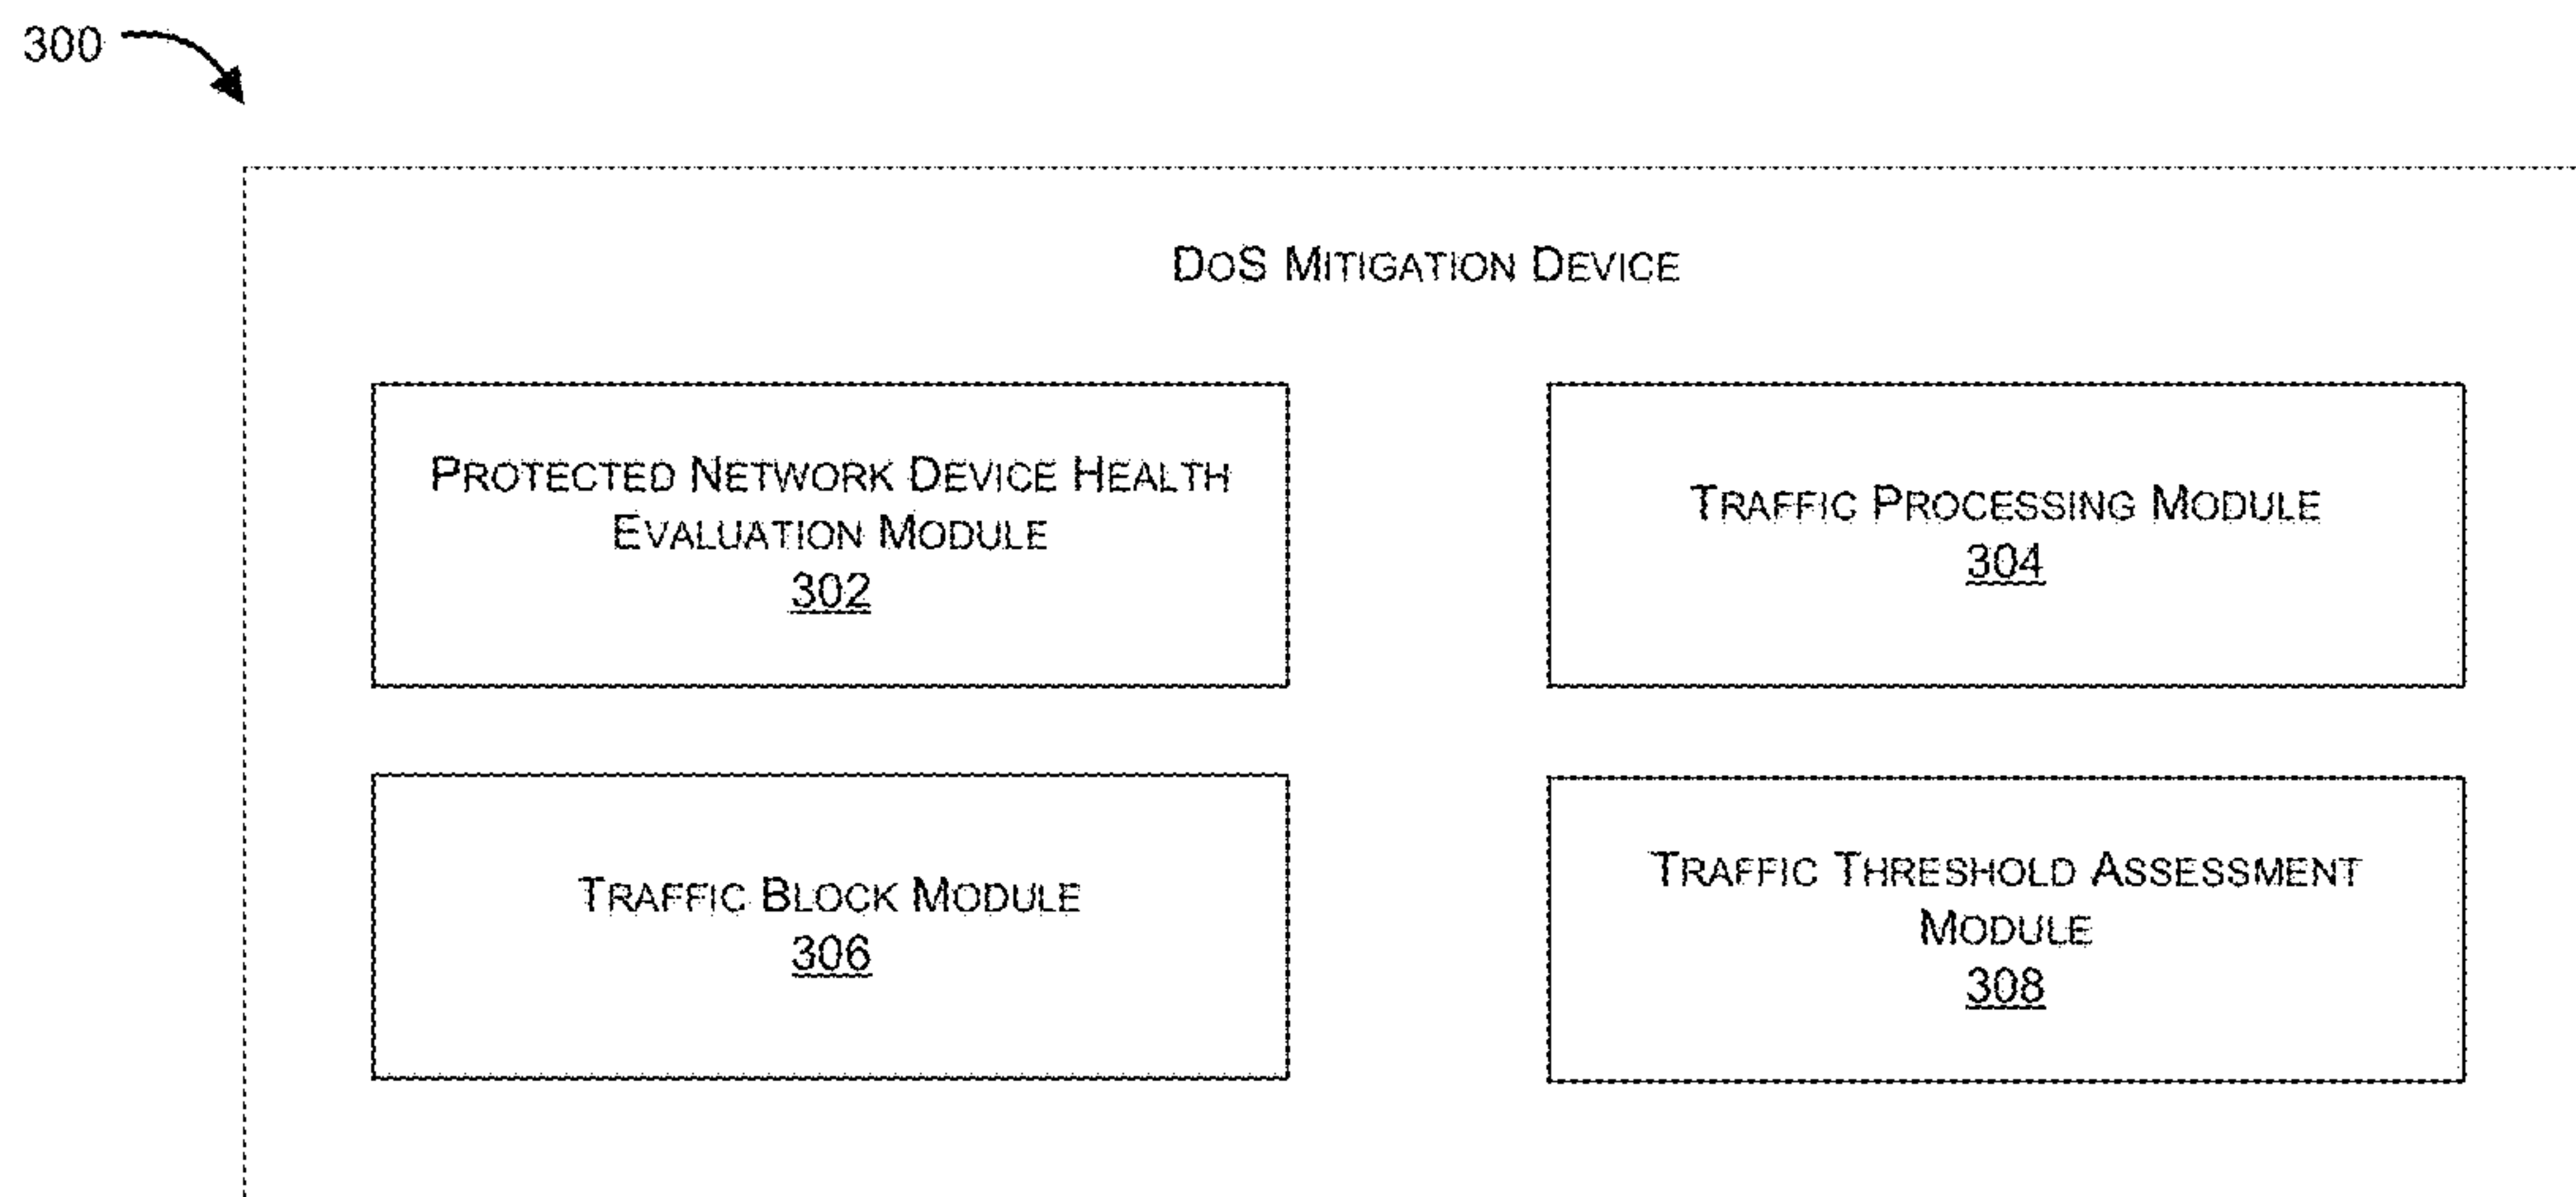 300
DoS Mitigation Device
Protected Network Device Health
Evaluation Module
302
Traffic Processing Module
304
Traffic Block Module
306
Traffic Threshold Assessment
Module
308